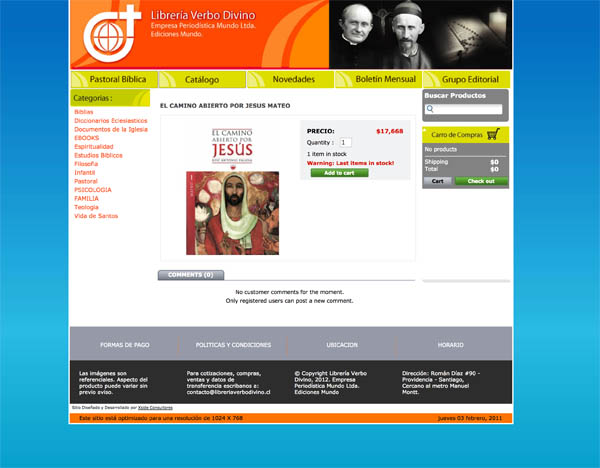 Librería Verbo Divino
Empresa Periodística Mundo Ltda.
Ediciones Mundo.
Pastoral Bíblica
Catálogo
Novedades
Boletín Mensual
Grupo Editorial
Categorías :
Biblias
Diccionarios Eclesiasticos
Documentos de la Iglesia
EBOOKS
Espiritualidad
Estudios Biblicos
Filosofía
Infantil
Pastoral
PSICOLOGIA
FAMILIA
Teología
Vida de Santos
EL CAMINO ABIERTO POR JESUS MATEO
EL CAMINO
ABIERTO POR
JESÚS
JOSÉ ANTONIO PAGOLA
PRECIO: $17,668
Quantity : 1
1 item in stock
Warning: Last items in stock!
Add to cart
COMMENTS (0)
No customer comments for the moment.
Only registered users can post a new comment.
Buscar Productos
Carro de Compras
No products
Shipping $0
Total $0
Cart
Check out
FORMAS DE PAGO
POLITICAS Y CONDICIONES
UBICACION
HORARIO
Las imágenes son
referenciales. Aspecto del
producto puede variar sin
previo aviso.
Para cotizaciones, compras,
ventas y datos de
transferencia escribanos a:
contacto@libreriaverbodivino.cl
© Copyright Librería Verbo
Divino, 2012. Empresa
Periodística Mundo Ltda.
Ediciones Mundo
Dirección: Román Díaz #90 -
Providencia - Santiago,
Cercano al metro Manuel
Montt.
Sitio Diseñado y Desarrollado por Koide Consultores
Este sitio está optimizado para una resolución de 1024 X 768
jueves 03 febrero, 2011